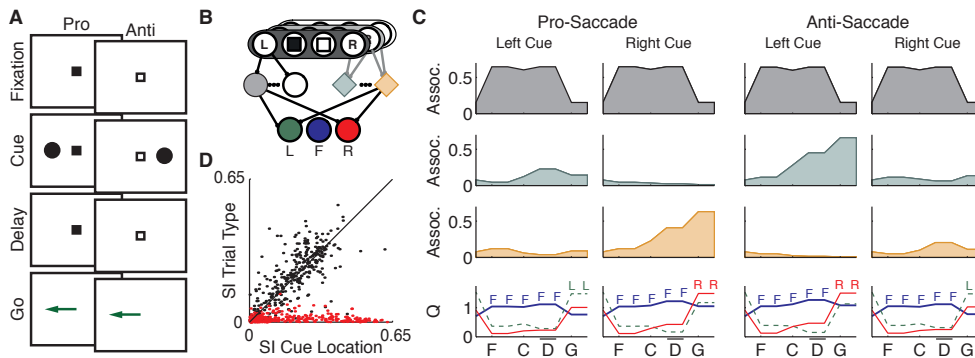 A
Pro
Anti
Fixation
Cue
Delay
Go
B
L
R
L F R
D
0.65
SI Trial Type
0
0
0.65
SI Cue Location
C
Pro-Saccade
Anti-Saccade
Left Cue
Right Cue
Left Cue
Right Cue
Assoc.
0.5
0
Assoc.
0.5
0
Assoc.
0.5
0
Q
1
0
F F F F F L L
F F F F F R R
F F F F F R R
F F F F F L
F C D G
F C D G
F C D G
F C D G